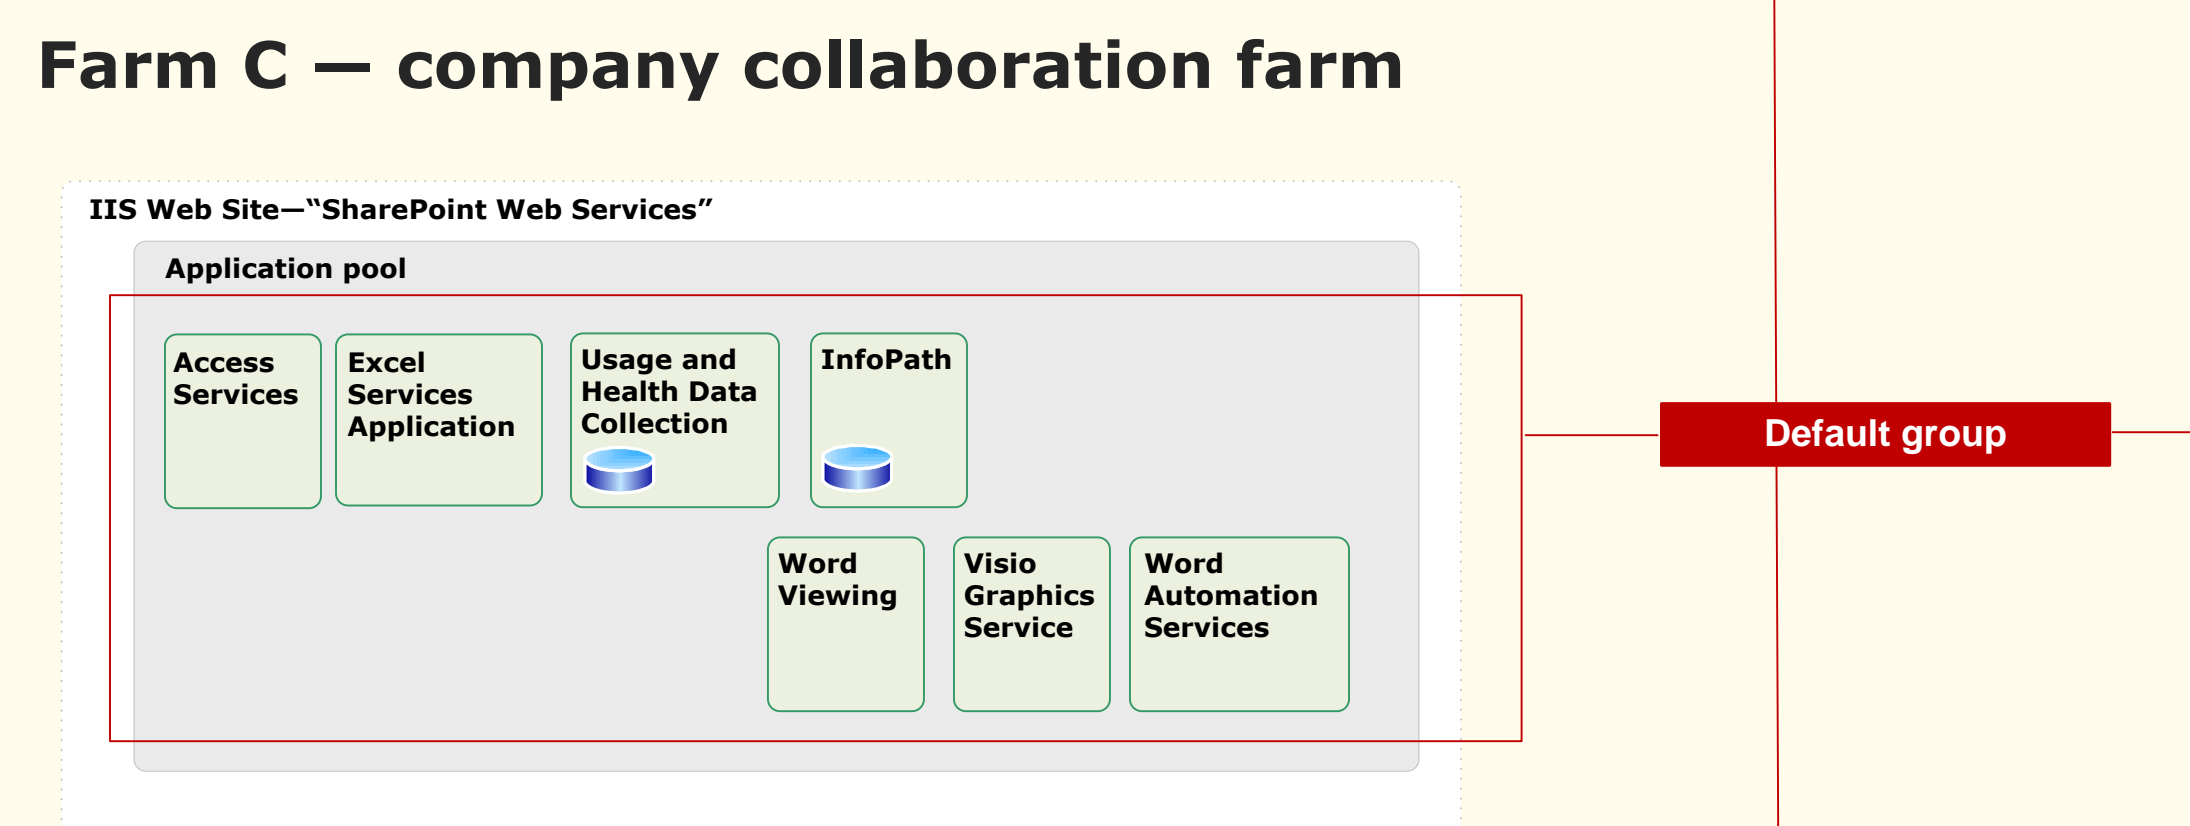 Farm C — company collaboration farm
IIS Web Site—“SharePoint Web Services”
Application pool
Access
Services
Excel
Services
Application
Usage and
Health Data
Collection
InfoPath
Default group
Word
Viewing
Visio
Graphics
Service
Word
Automation
Services